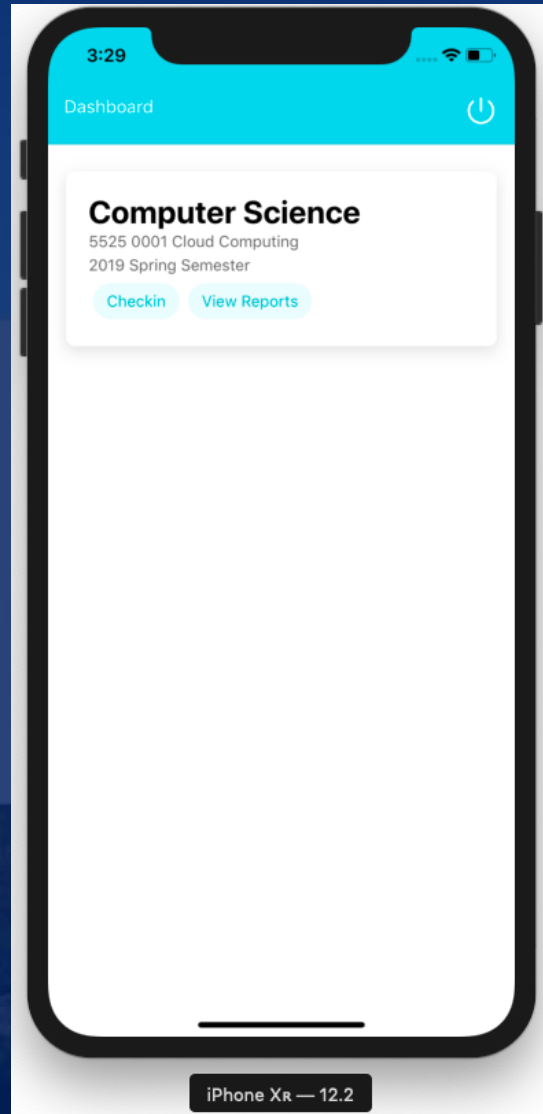 3:29
Dashboard
Computer Science
5525 0001 Cloud Computing
2019 Spring Semester
Checkin View Reports
iPhone Xʀ — 12.2